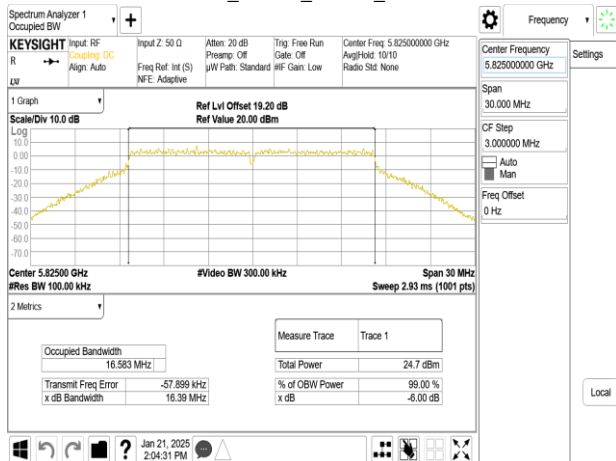 Spectrum Analyzer 1
Occupied BW
Frequency
KEYSIGHT
R
Input: RF
Coupling: DC
Align: Auto
Input Z: 50 Ω
Freq Ref: Int (S)
NFE: Adaptive
Atten: 20 dB
Preamp: Off
µW Path: Standard
Trig: Free Run
Gate: Off
#IF Gain: Low
Center Freq: 5.825000000 GHz
Avg|Hold: 10/10
Radio Std: None
Center Frequency
5.825000000 GHz
Settings
Span
30.000 MHz
CF Step
3.000000 MHz
Auto
Man
Freq Offset
0 Hz
Local
1 Graph
Scale/Div 10.0 dB
Ref Lvl Offset 19.20 dB
Ref Value 20.00 dBm
Log
10.0
0.00
-10.0
-20.0
-30.0
-40.0
-50.0
-60.0
-70.0
Center 5.82500 GHz
#Video BW 300.00 kHz
Span 30 MHz
#Res BW 100.00 kHz
Sweep 2.93 ms (1001 pts)
2 Metrics
Measure Trace Trace 1
Occupied Bandwidth
16.583 MHz
Total Power 24.7 dBm
Transmit Freq Error -57.899 kHz
% of OBW Power 99.00 %
x dB Bandwidth 16.39 MHz
x dB -6.00 dB
?
Jan 21, 2025
2:04:31 PM